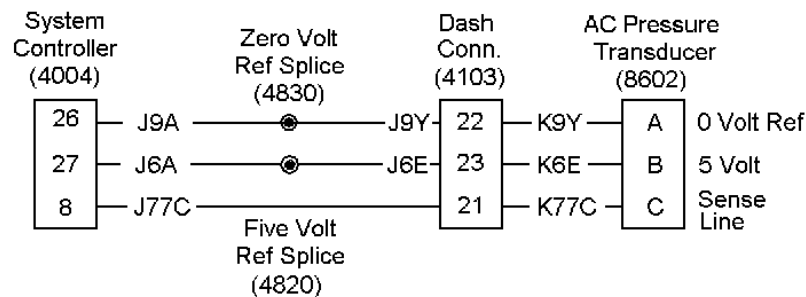 System
Controller
(4004)
Zero Volt
Ref Splice
(4830)
Dash
Conn.
(4103)
AC Pressure
Transducer
(8602)
26 J9A J9Y 22 K9Y A 0 Volt Ref
27 J6A J6E 23 K6E B 5 Volt
8 J77C 21 K77C C Sense
Line
Five Volt
Ref Splice
(4820)